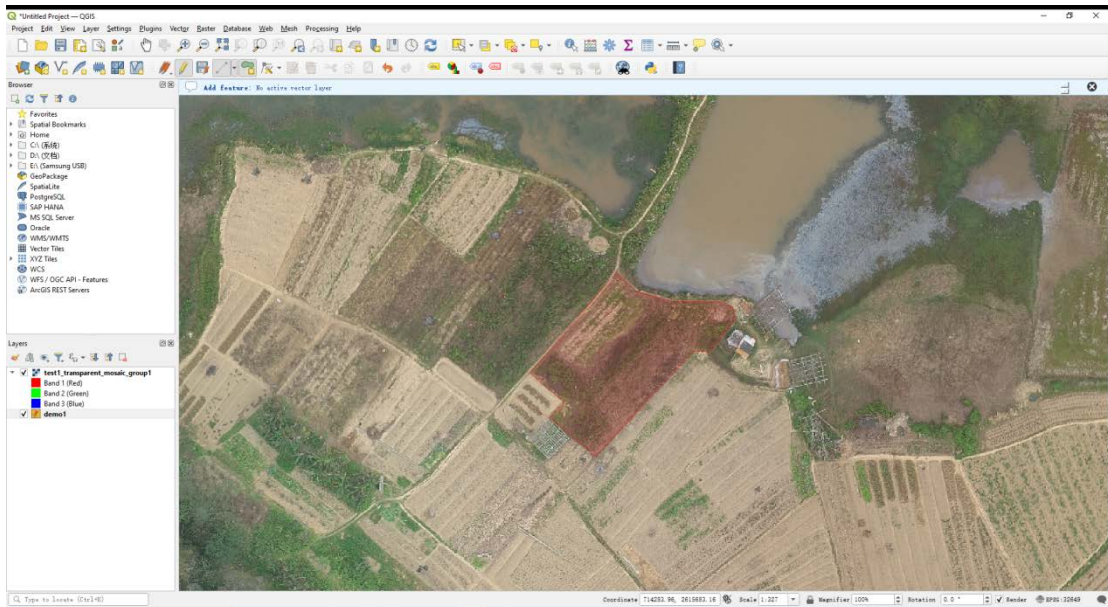 *Untitled Project — QGIS
Project Edit View Layer Settings Plugins Vector Raster Database Web Mesh Processing Help
Browser
Add feature: No active vector layer
Favorites
Spatial Bookmarks
Home
C:\ (系统)
D:\ (文档)
E:\ (Samsung USB)
GeoPackage
SpatiaLite
PostgreSQL
SAP HANA
MS SQL Server
Oracle
WMS/WMTS
Vector Tiles
XYZ Tiles
WCS
WFS / OGC API - Features
ArcGIS REST Servers
Layers
test1_transparent_mosaic_group1
Band 1 (Red)
Band 2 (Green)
Band 3 (Blue)
demo1
Type to locate (Ctrl+K)
Coordinate 714283.96, 2618683.16 Scale 1:327 Magnifier 100% Rotation 0.0 ° Render EPSG:32649